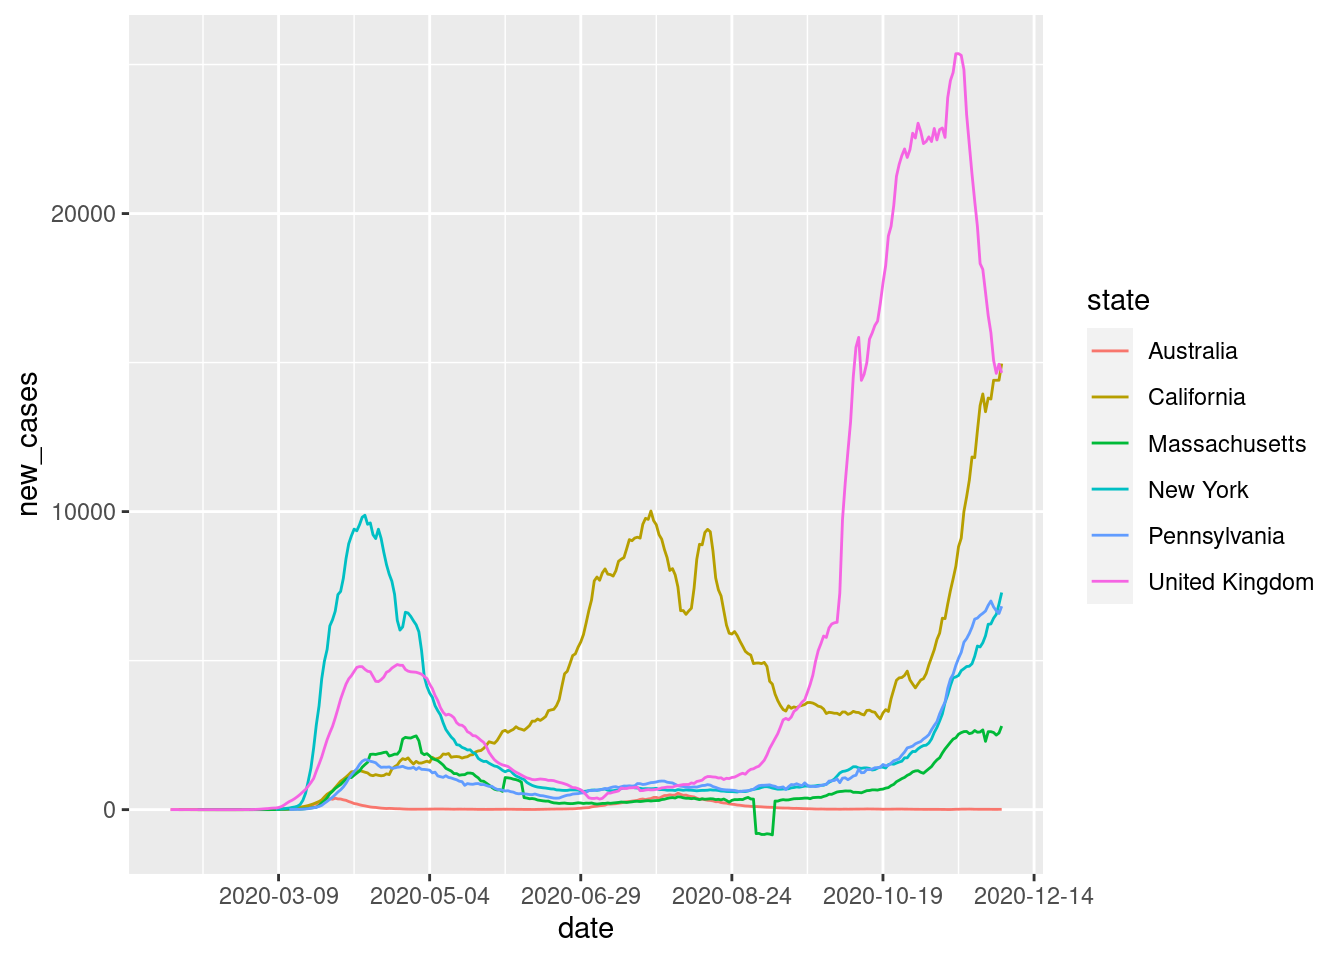 new_cases
20000
10000
0
2020-03-09 2020-05-04 2020-06-29 2020-08-24 2020-10-19 2020-12-14
date
state
Australia
California
Massachusetts
New York
Pennsylvania
United Kingdom